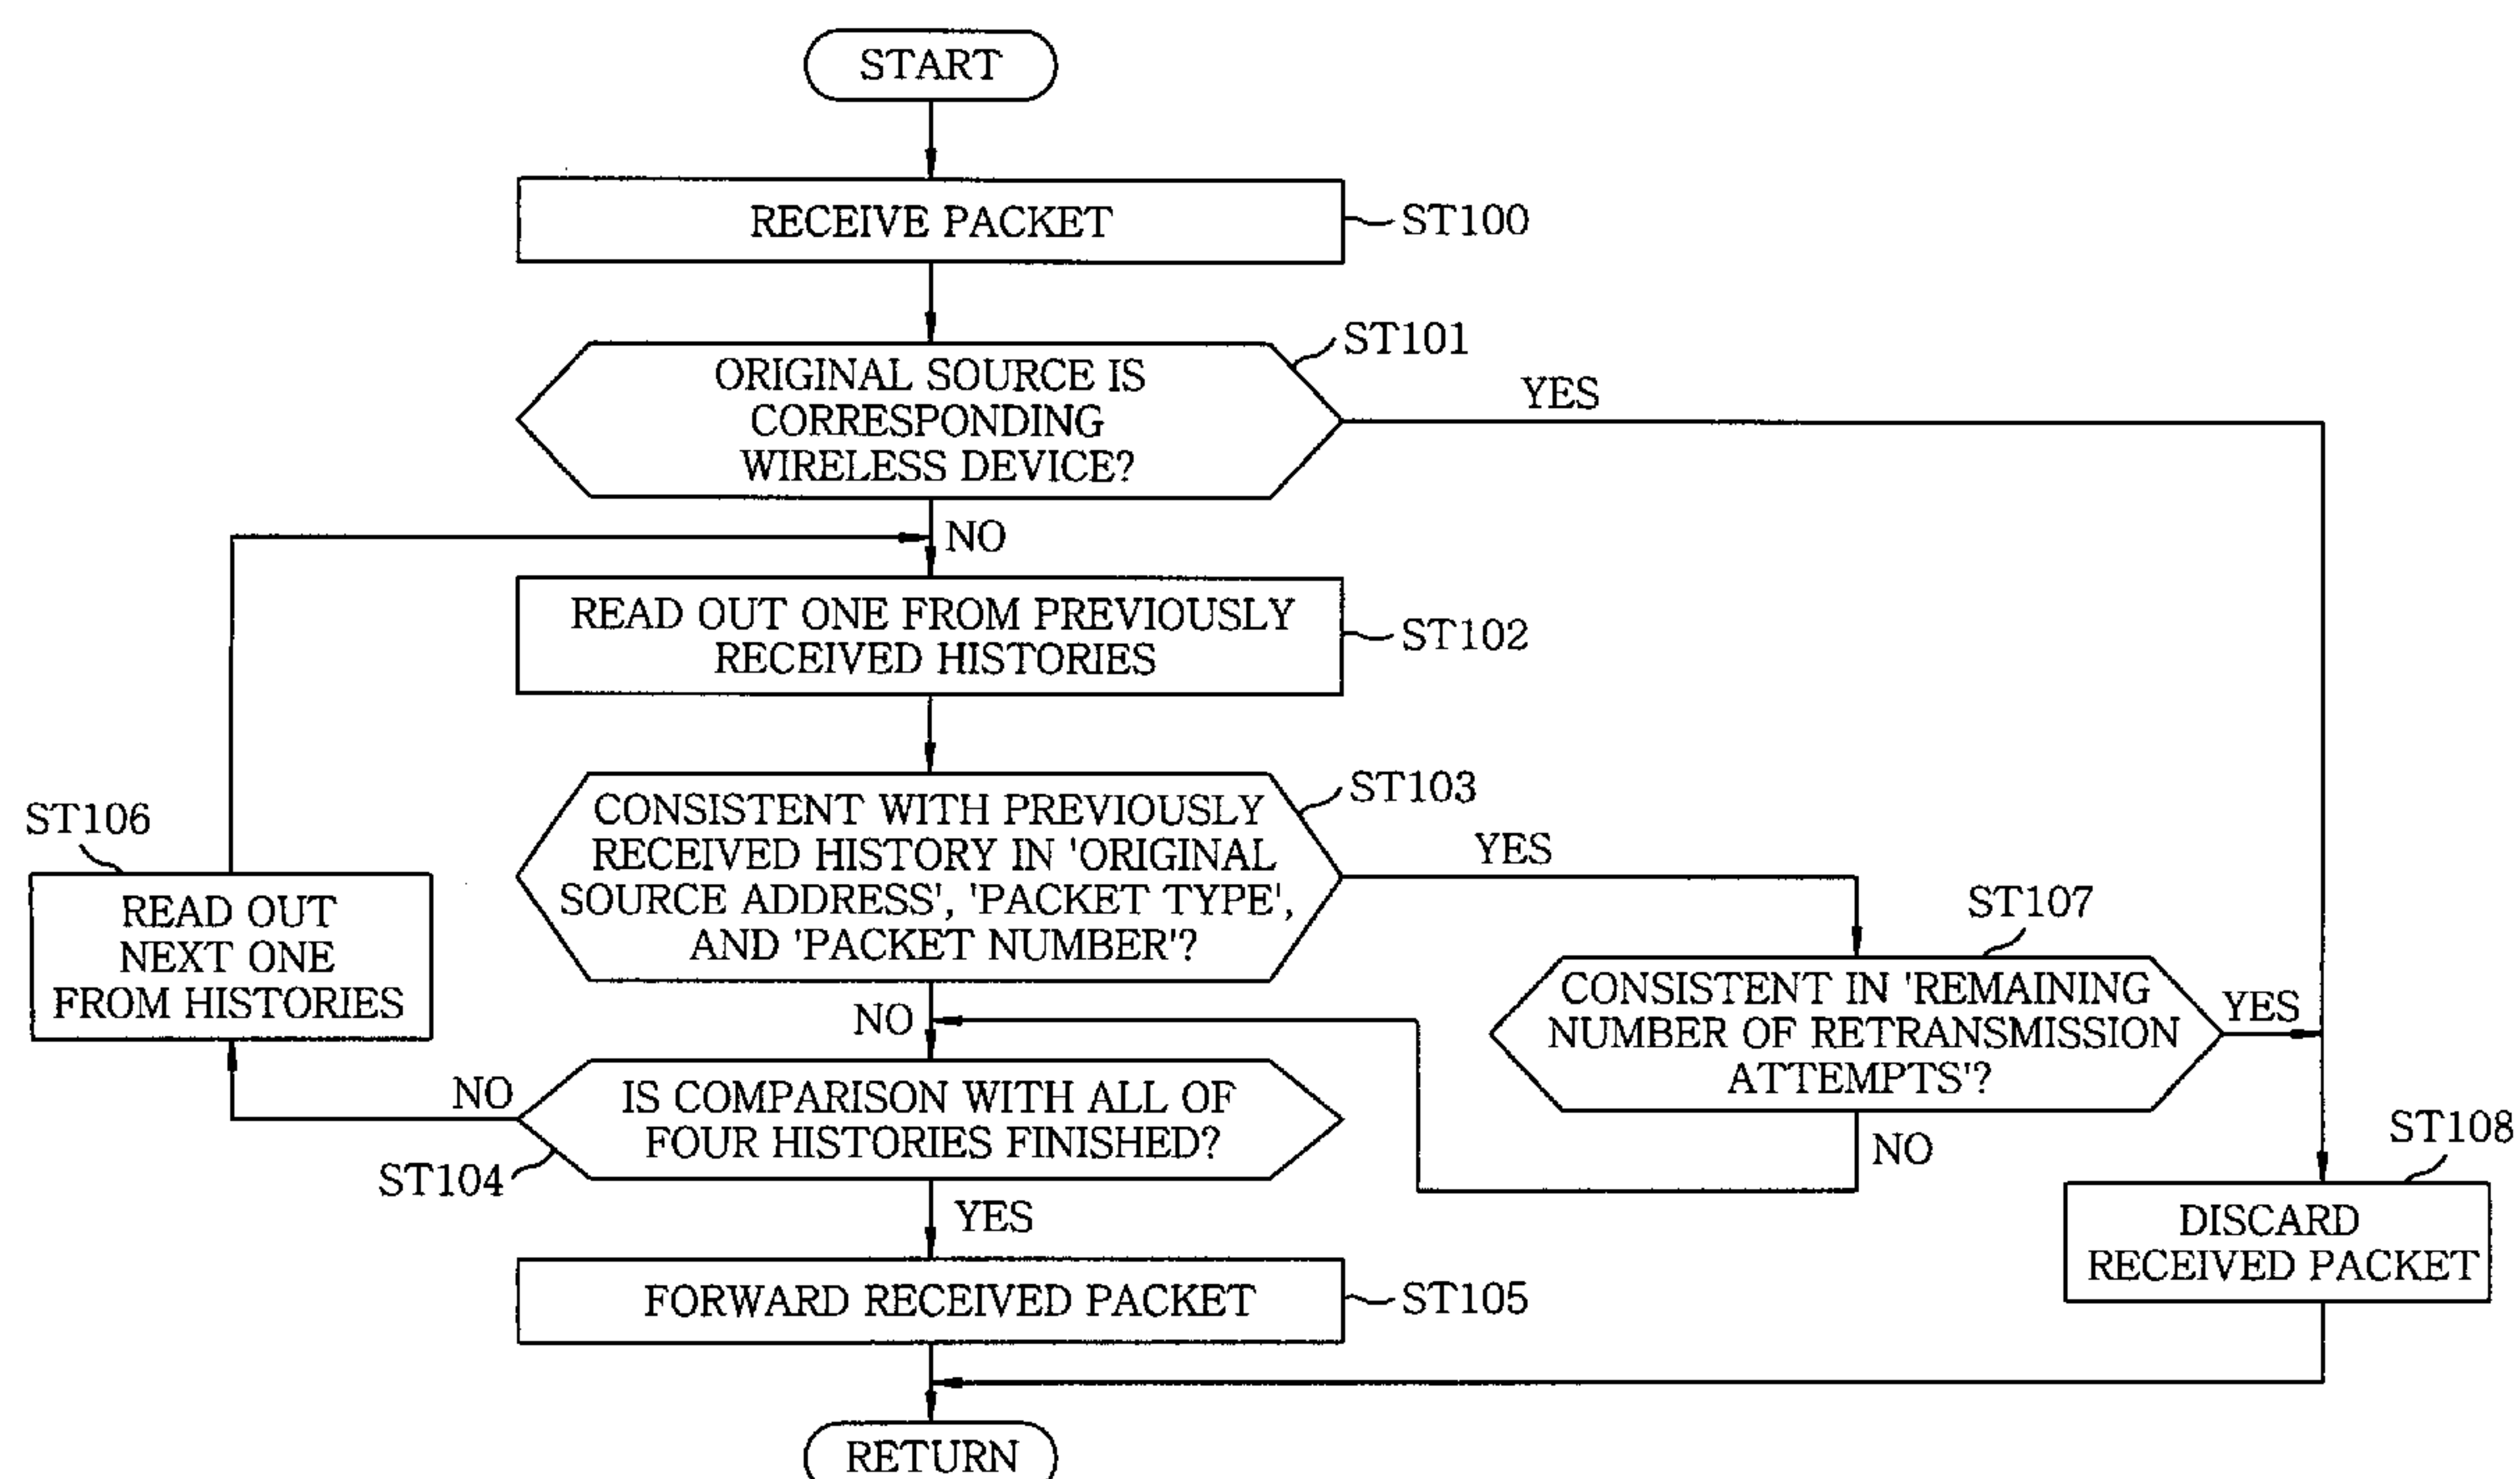 START
RECEIVE PACKET
ST100
ORIGINAL SOURCE IS
CORRESPONDING
WIRELESS DEVICE?
ST101
YES
NO
READ OUT ONE FROM PREVIOUSLY
RECEIVED HISTORIES
ST102
CONSISTENT WITH PREVIOUSLY
RECEIVED HISTORY IN 'ORIGINAL
SOURCE ADDRESS', 'PACKET TYPE',
AND 'PACKET NUMBER'?
ST103
YES
ST106
READ OUT
NEXT ONE
FROM HISTORIES
ST107
CONSISTENT IN 'REMAINING
NUMBER OF RETRANSMISSION
ATTEMPTS'?
YES
NO
NO
IS COMPARISON WITH ALL OF
FOUR HISTORIES FINISHED?
NO
ST104
YES
ST108
DISCARD
RECEIVED PACKET
FORWARD RECEIVED PACKET
ST105
RETURN